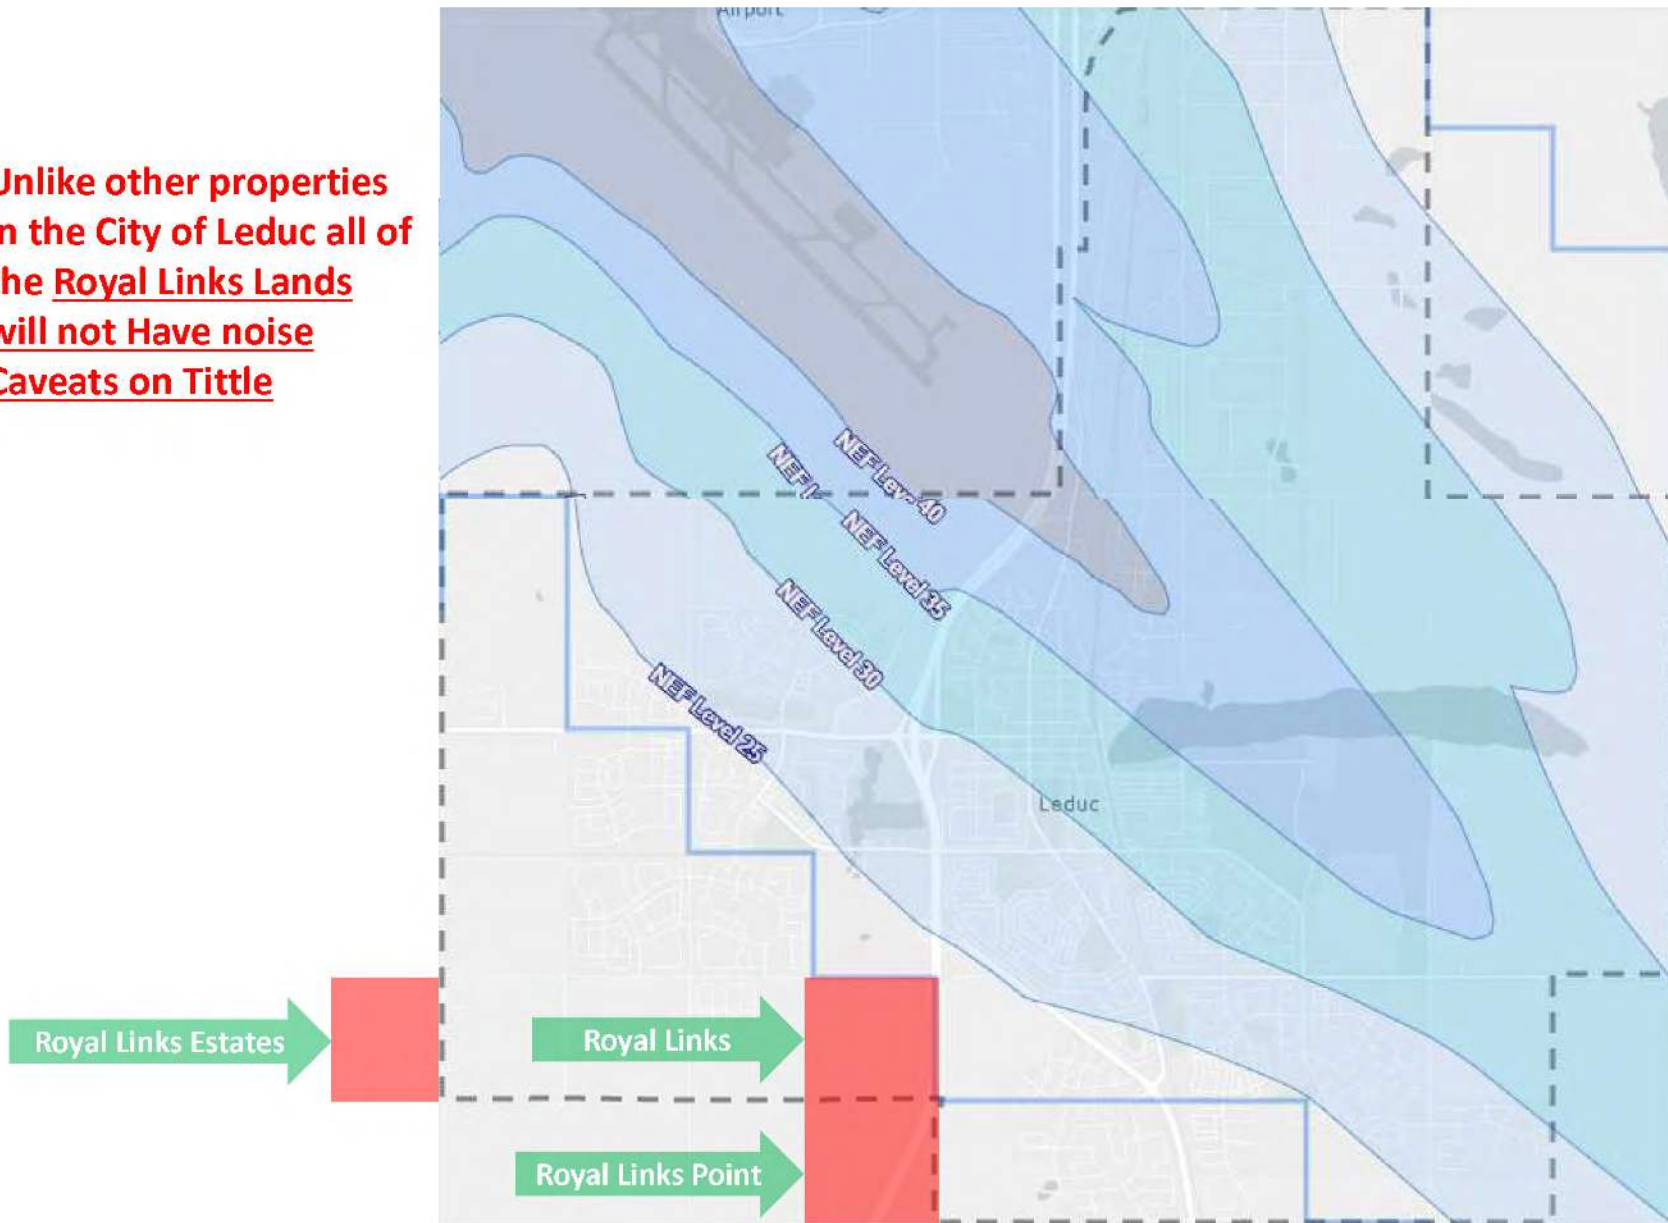 Airport
Unlike other properties
n the City of Leduc all of
he Royal Links Lands
will not Have noise
Caveats on Tittle
NEF Level 40
NEF L
NEF Level 35
NEF Level 30
NEF Level 25
Leduc
Royal Links Estates
Royal Links
Royal Links Point